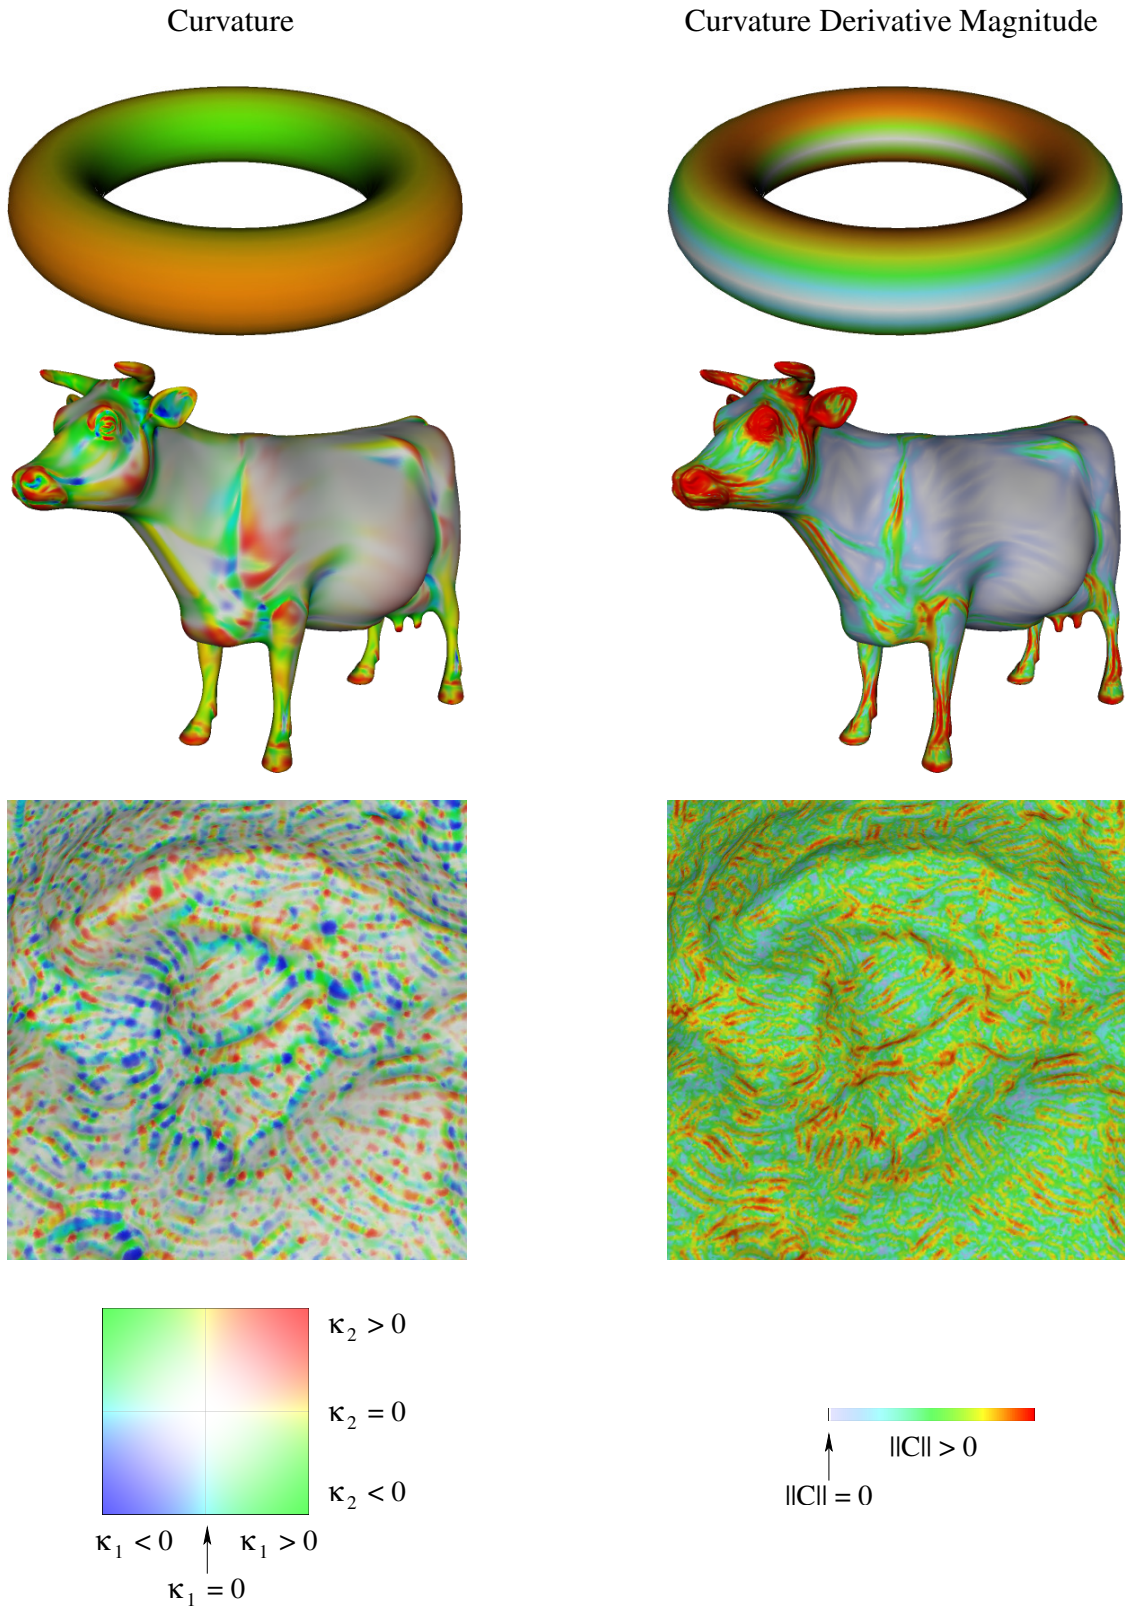 Curvature
Curvature Derivative Magnitude
κ₂ > 0
κ₂ = 0
κ₂ < 0
κ₁ < 0
κ₁ > 0
κ₁ = 0
||C|| > 0
||C|| = 0